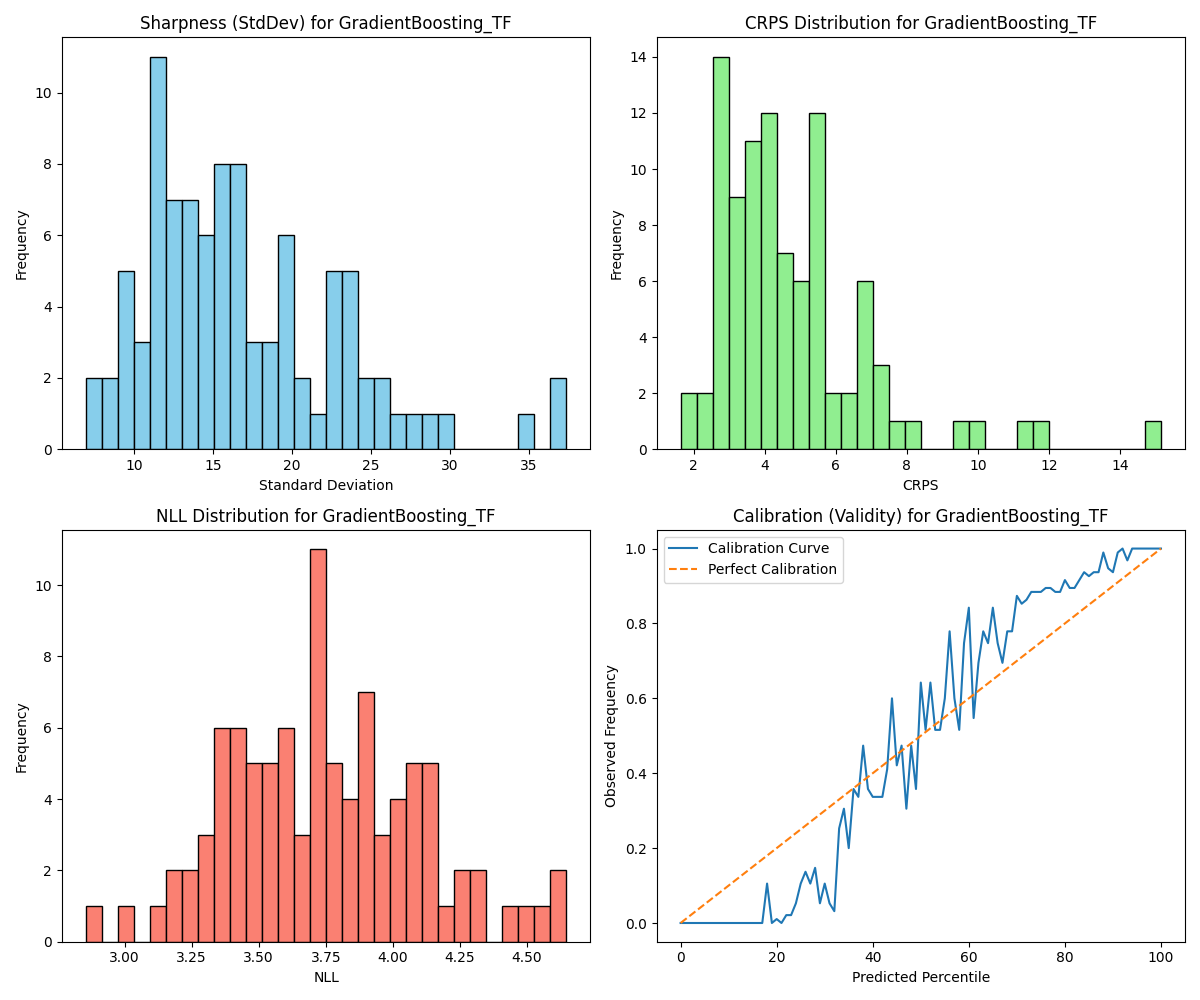 Sharpness (StdDev) for GradientBoosting_TF
Frequency
10
8
6
4
2
0
10 15 20 25 30 35
Standard Deviation
CRPS Distribution for GradientBoosting_TF
Frequency
14
12
10
8
6
4
2
0
2 4 6 8 10 12 14
CRPS
NLL Distribution for GradientBoosting_TF
Frequency
10
8
6
4
2
0
3.00 3.25 3.50 3.75 4.00 4.25 4.50
NLL
Calibration (Validity) for GradientBoosting_TF
Calibration Curve
Perfect Calibration
Observed Frequency
1.0
0.8
0.6
0.4
0.2
0.0
0 20 40 60 80 100
Predicted Percentile